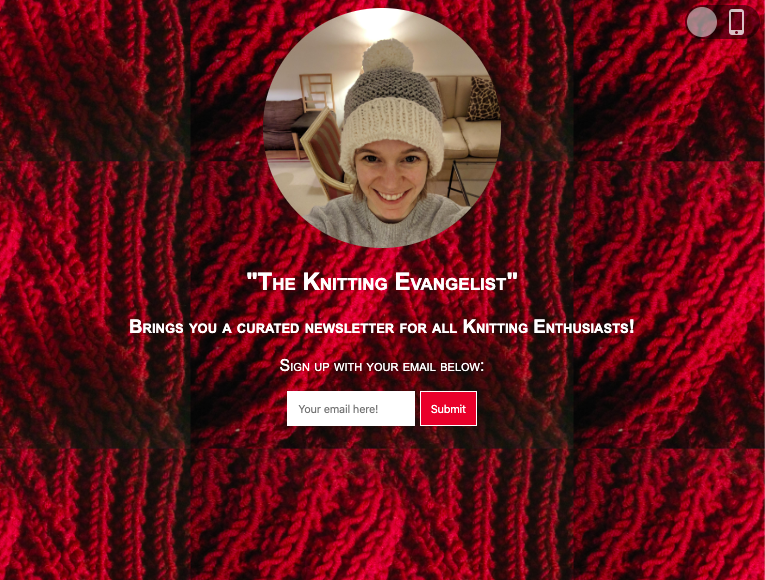 "The Knitting Evangelist"
Brings you a curated newsletter for all Knitting Enthusiasts!
Sign up with your email below:
Your email here! Submit